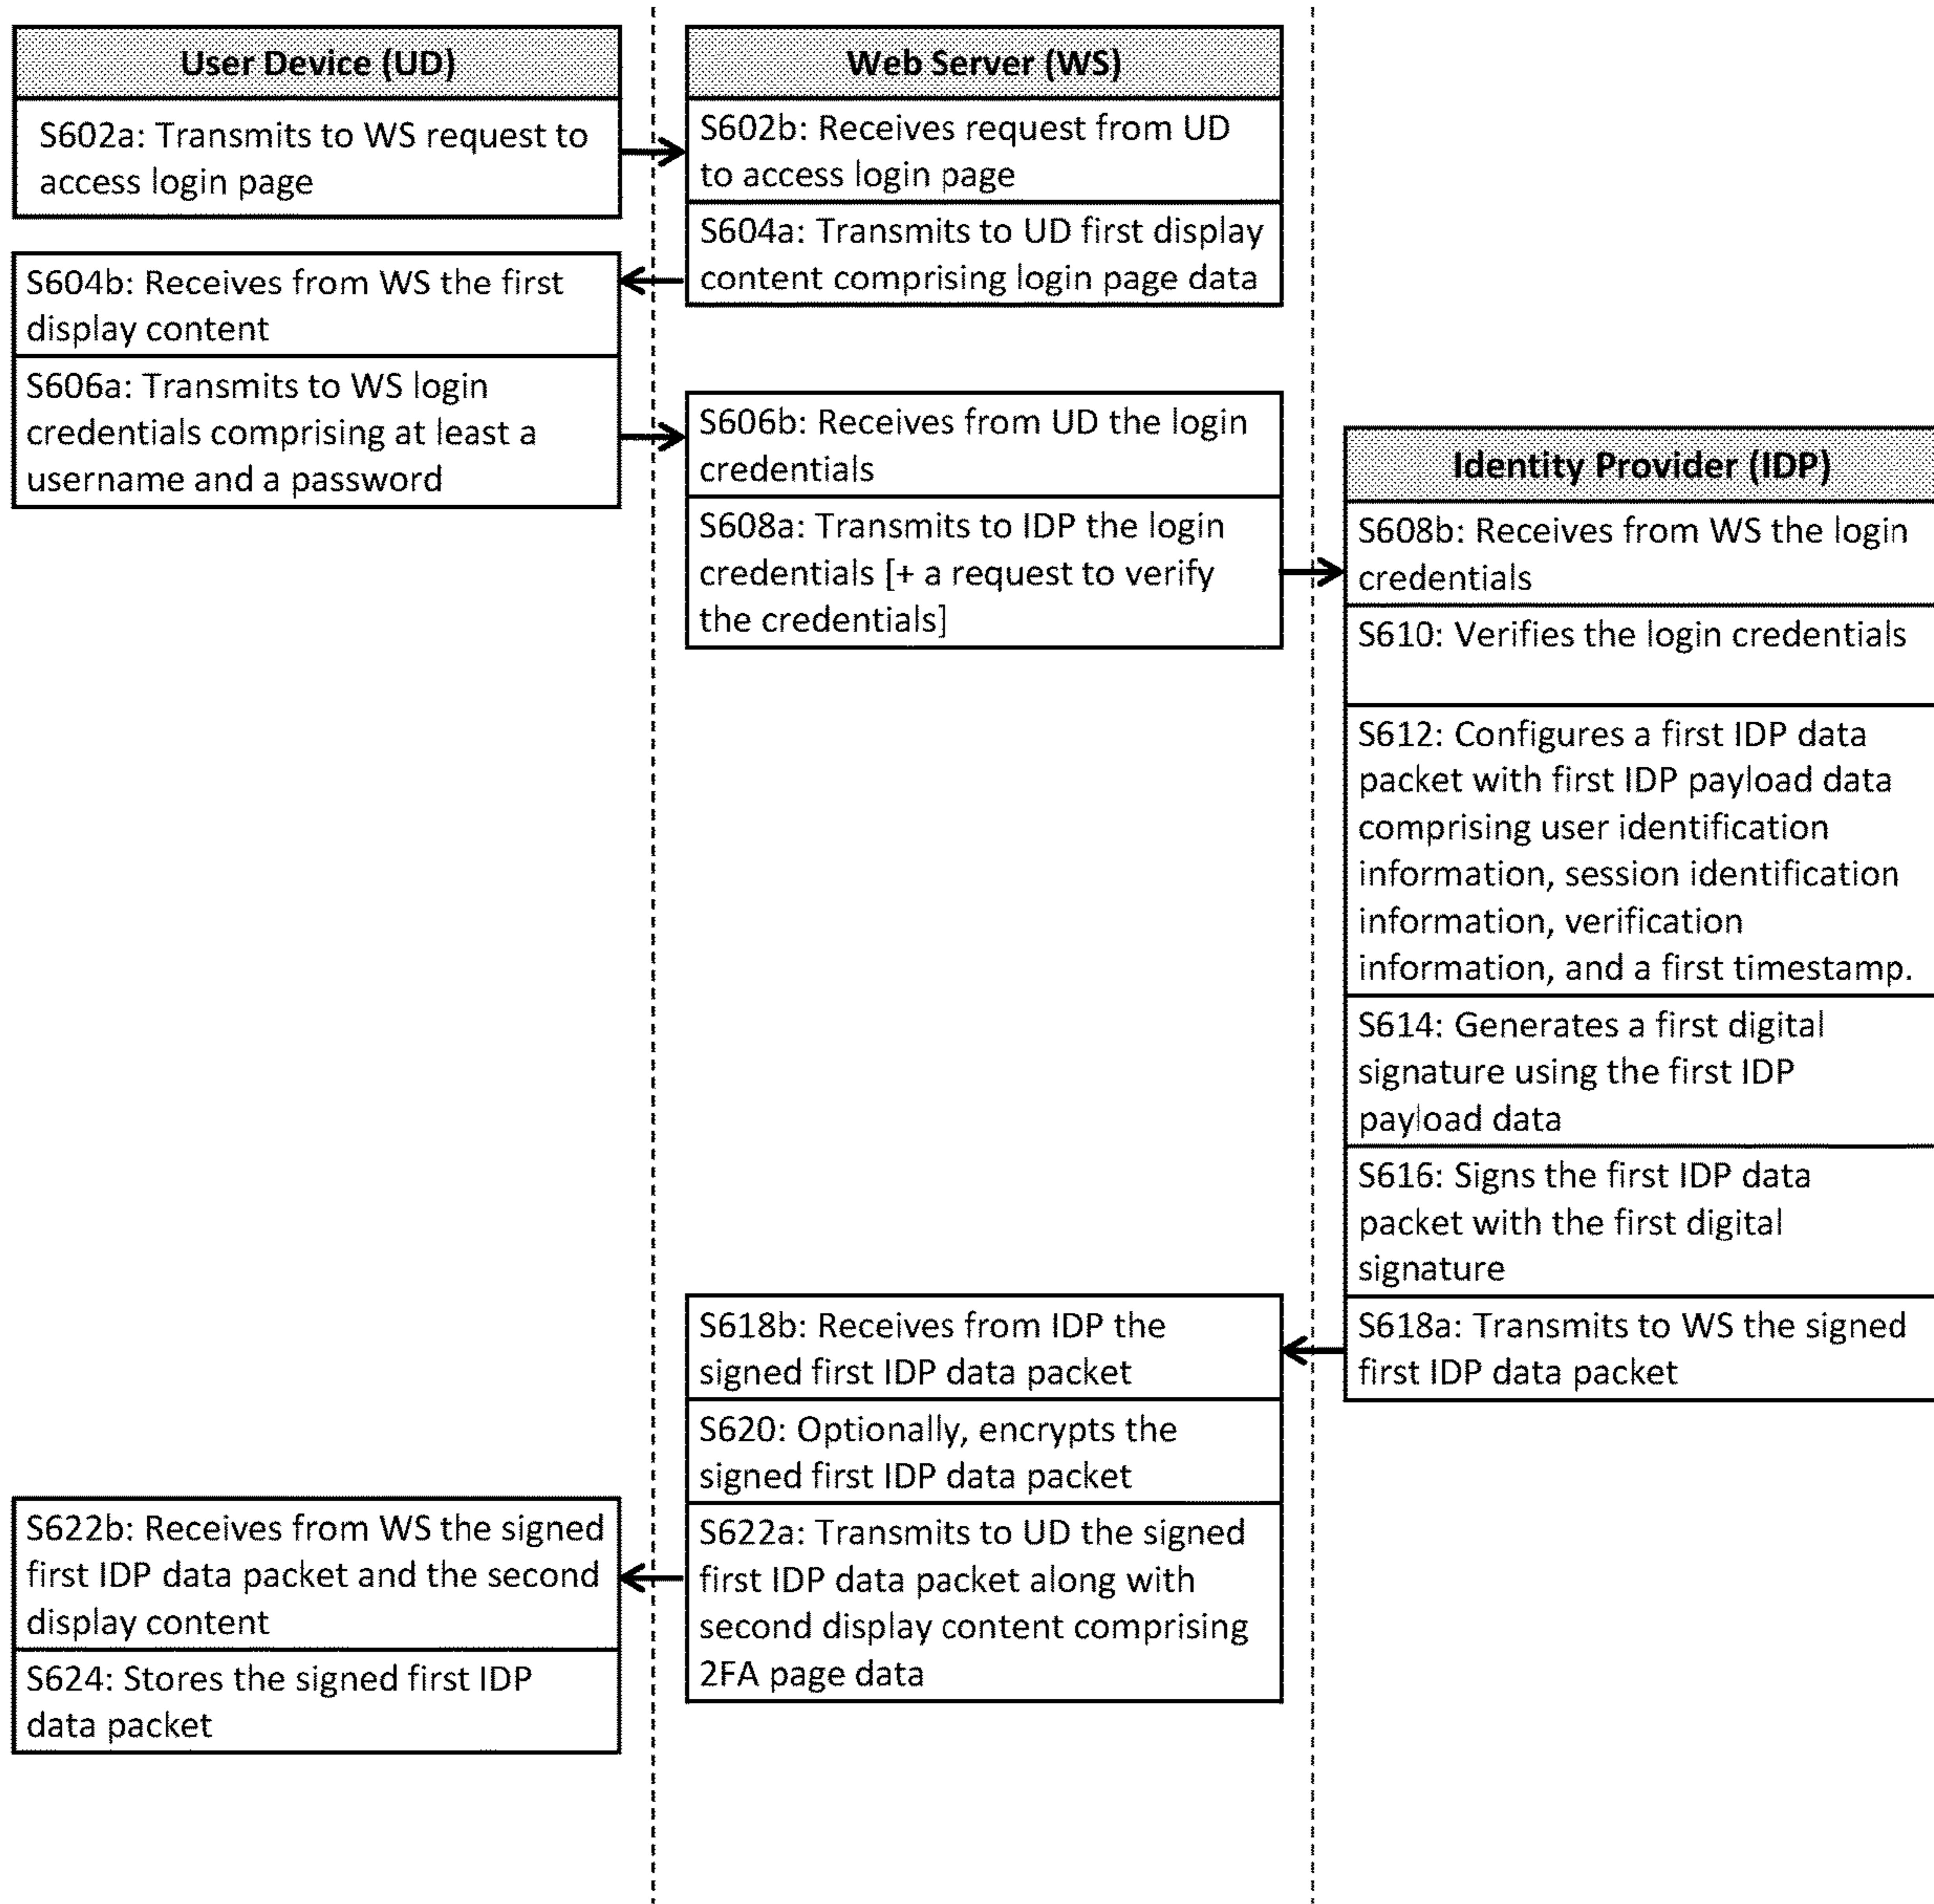 User Device (UD)
S602a: Transmits to WS request to
access login page
S604b: Receives from WS the first
display content
S606a: Transmits to WS login
credentials comprising at least a
username and a password
S622b: Receives from WS the signed
first IDP data packet and the second
display content
S624: Stores the signed first IDP
data packet
Web Server (WS)
S602b: Receives request from UD
to access login page
S604a: Transmits to UD first display
content comprising login page data
S606b: Receives from UD the login
credentials
S608a: Transmits to IDP the login
credentials [+ a request to verify
the credentials]
S618b: Receives from IDP the
signed first IDP data packet
S620: Optionally, encrypts the
signed first IDP data packet
S622a: Transmits to UD the signed
first IDP data packet along with
second display content comprising
2FA page data
Identity Provider (IDP)
S608b: Receives from WS the login
credentials
S610: Verifies the login credentials
S612: Configures a first IDP data
packet with first IDP payload data
comprising user identification
information, session identification
information, verification
information, and a first timestamp.
S614: Generates a first digital
signature using the first IDP
payload data
S616: Signs the first IDP data
packet with the first digital
signature
S618a: Transmits to WS the signed
first IDP data packet